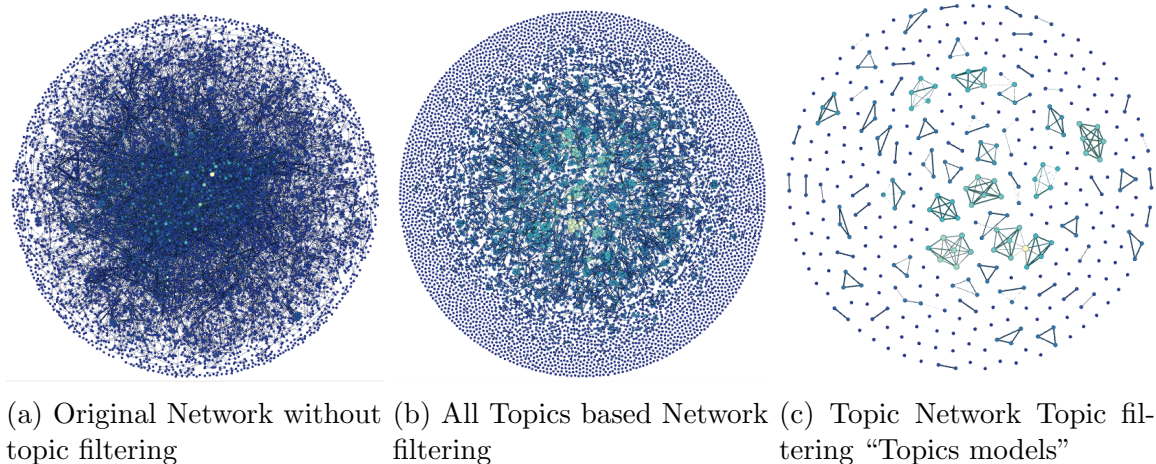 (a) Original Network without
topic filtering
(b) All Topics based Network
filtering
(c) Topic Network Topic fil-
tering “Topics models”